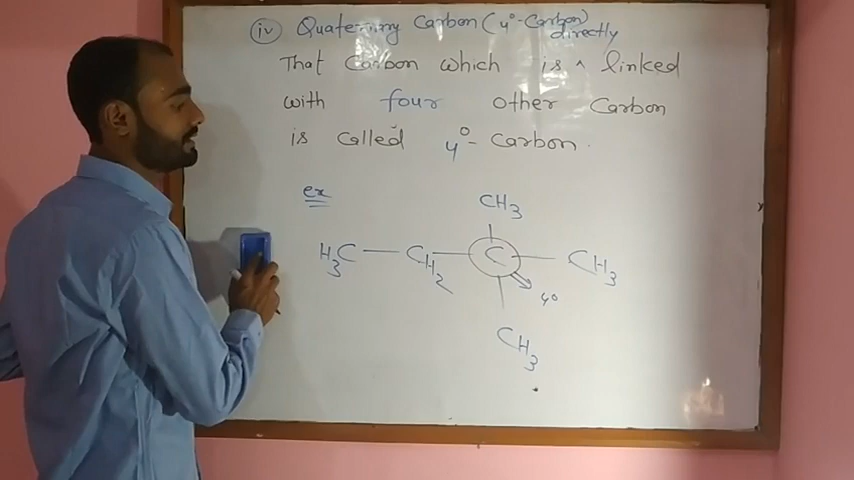 iv) Quaternary Carbon (4°-Carbon)
That Carbon which is ^ directly linked
with four other Carbon
is called 4°- Carbon.
ex
CH3
H3C — CH2 — C — CH3
4°
CH3